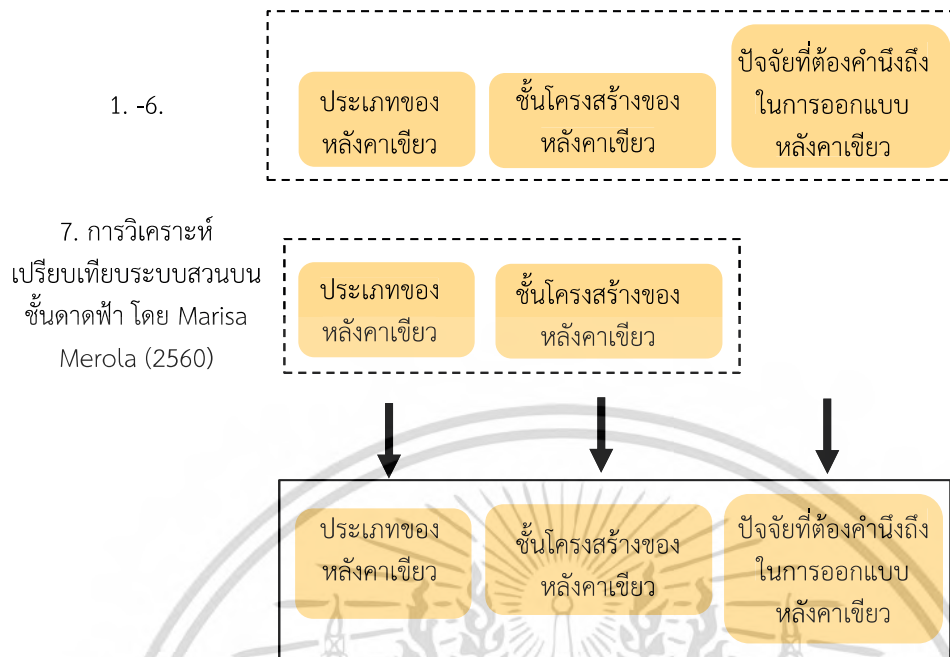 1. -6.
ประเภทของ
หลังคาเขียว
ชั้นโครงสร้างของ
หลังคาเขียว
ปัจจัยที่ต้องคำนึงถึง
ในการออกแบบ
หลังคาเขียว
7. การวิเคราะห์
เปรียบเทียบระบบสวนบน
ชั้นดาดฟ้า โดย Marisa
Merola (2560)
ประเภทของ
หลังคาเขียว
ชั้นโครงสร้างของ
หลังคาเขียว
ประเภทของ
หลังคาเขียว
ชั้นโครงสร้างของ
หลังคาเขียว
ปัจจัยที่ต้องคำนึงถึง
ในการออกแบบ
หลังคาเขียว